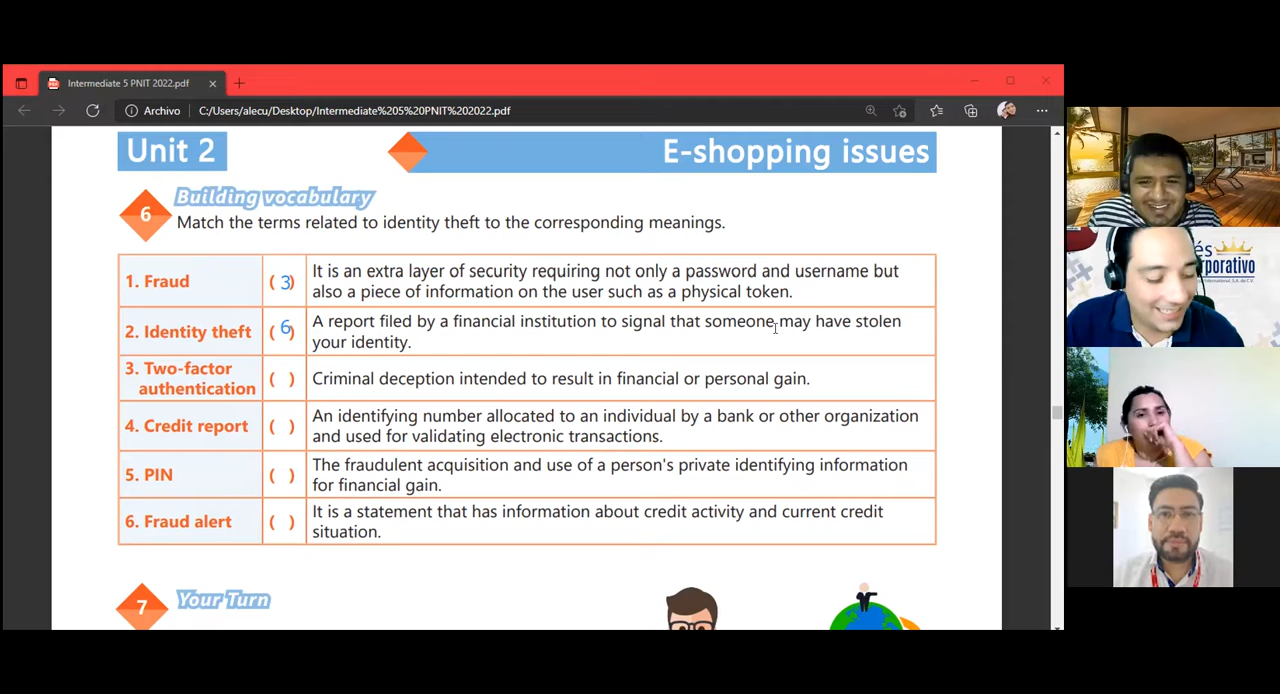 Intermediate 5 PNIT 2022.pdf
Archivo
C:/Users/alecu/Desktop/Intermediate%205%20PNIT%202022.pdf
Unit 2
E-shopping issues
Building vocabulary
6
Match the terms related to identity theft to the corresponding meanings.
1. Fraud
( 3 )
It is an extra layer of security requiring not only a password and username but
also a piece of information on the user such as a physical token.
2. Identity theft
( 6 )
A report filed by a financial institution to signal that someone may have stolen
your identity.
3. Two-factor
authentication
( )
Criminal deception intended to result in financial or personal gain.
4. Credit report
( )
An identifying number allocated to an individual by a bank or other organization
and used for validating electronic transactions.
5. PIN
( )
The fraudulent acquisition and use of a person's private identifying information
for financial gain.
6. Fraud alert
( )
It is a statement that has information about credit activity and current credit
situation.
7
Your Turn
és
rporativo
International, S.A. de C.V.